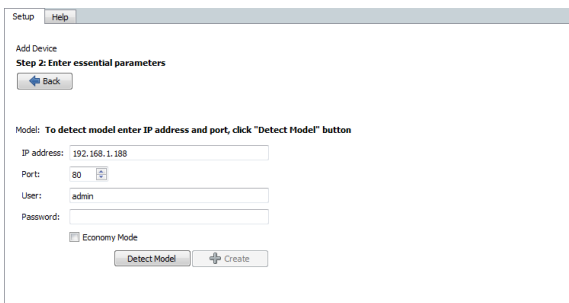 Setup Help
Add Device
Step 2: Enter essential parameters
Back
Model: To detect model enter IP address and port, click "Detect Model" button
IP address: 192.168.1.188
Port: 80
User: admin
Password:
Economy Mode
Detect Model Create